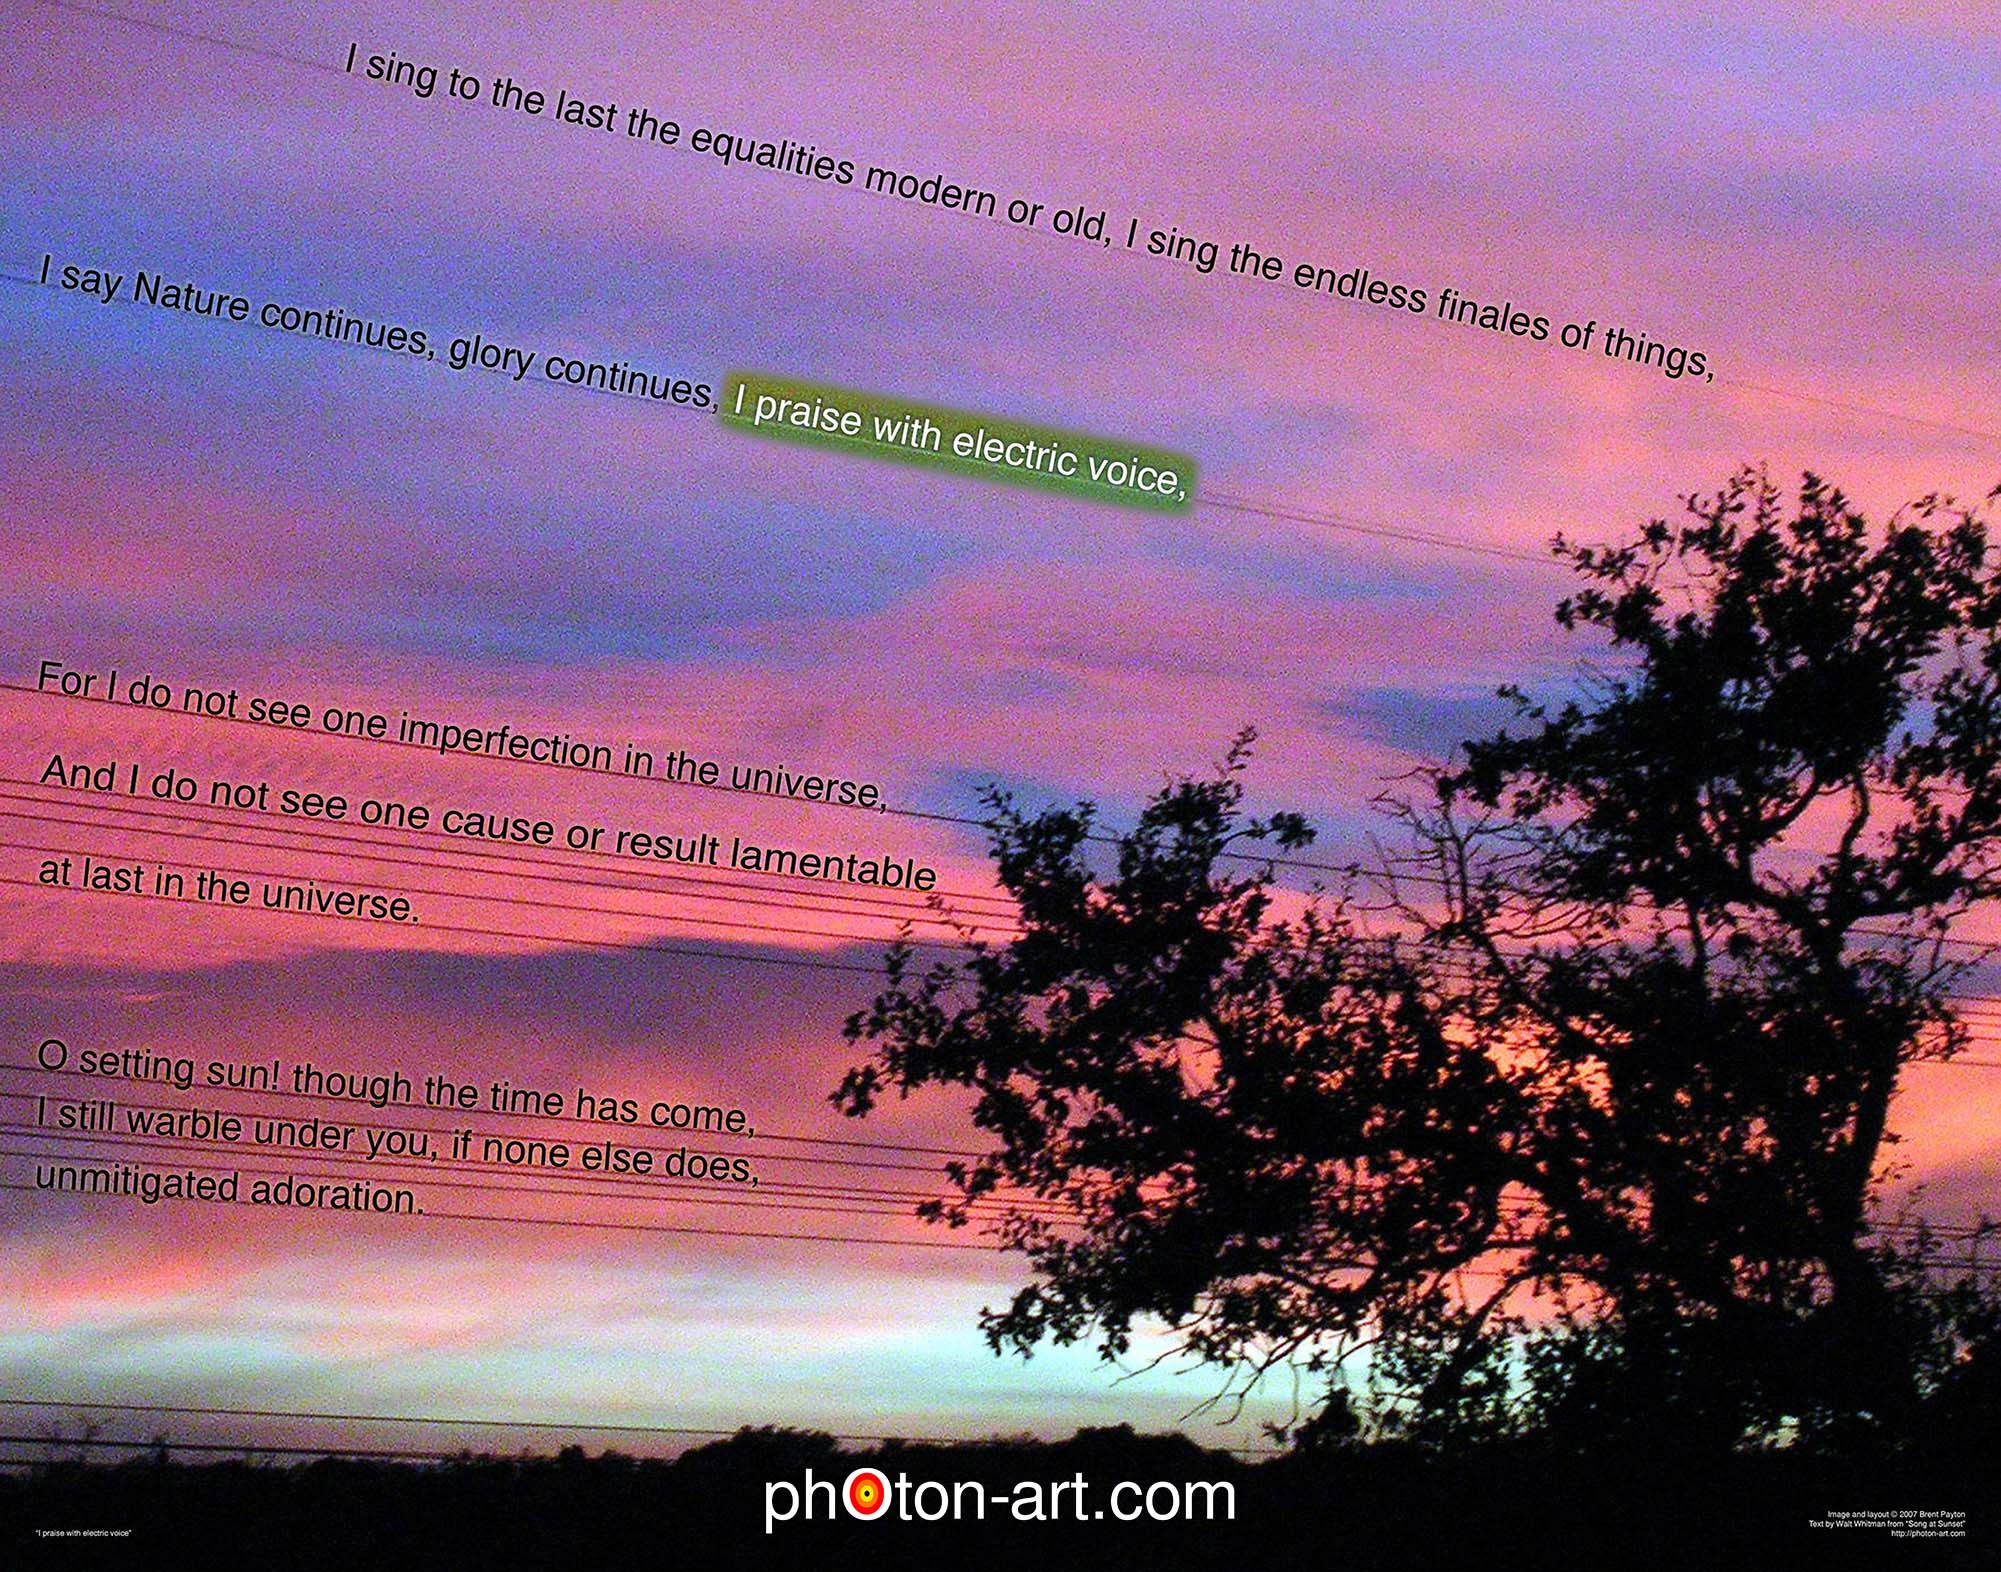 I sing to the last the equalities modern or old, I sing the endless finales of things,
I say Nature continues, glory continues, I praise with electric voice,
For I do not see one imperfection in the universe,
And I do not see one cause or result lamentable
at last in the universe.
O setting sun! though the time has come,
I still warble under you, if none else does,
unmitigated adoration.
photon-art.com
"I praise with electric voice"
Image and layout © 2007 Brent Payton
Text by Walt Whitman from "Song at Sunset"
http://photon-art.com